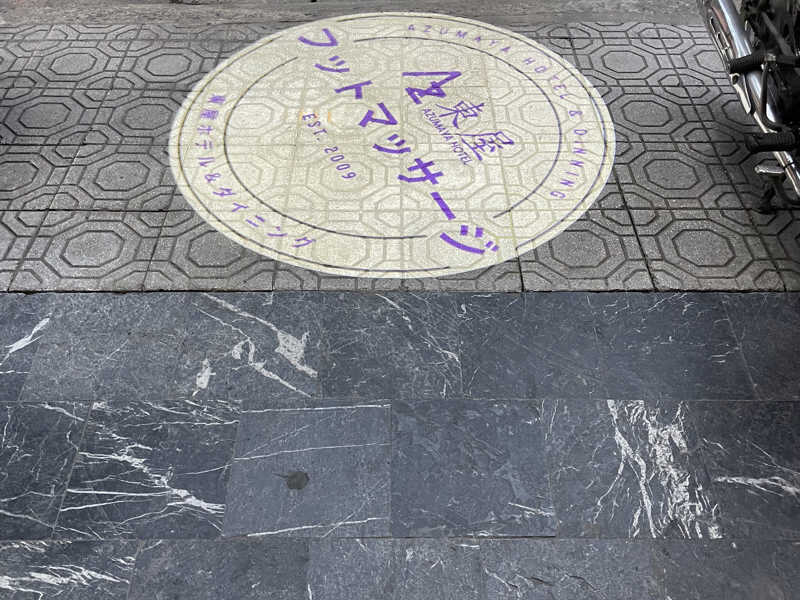 AZUMAYA HOTEL & DINNING
東屋
AZUMAYA HOTEL
フットマッサージ
EST. 2009
東屋ホテル&ダイニング